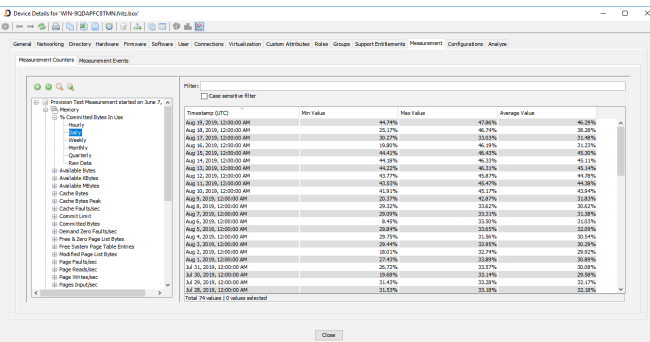 Device Details for 'WIN-9QDAPFC8TMN.fritz.box'
General Networking Directory Hardware Firmware Software User Connections Virtualization Custom Attributes Roles Groups Support Entitlements Measurement Configurations Analyze
Measurement Counters Measurement Events
Filter:
Case sensitive filter
Provision Test Measurement started on June 7,
Memory
% Committed Bytes In Use
Hourly
Daily
Weekly
Monthly
Quarterly
Raw Data
Available Bytes
Available KBytes
Available MBytes
Cache Bytes
Cache Bytes Peak
Cache Faults/sec
Commit Limit
Committed Bytes
Demand Zero Faults/sec
Free & Zero Page List Bytes
Free System Page Table Entries
Modified Page List Bytes
Page Faults/sec
Page Reads/sec
Page Writes/sec
Pages Input/sec
Timestamp (UTC) Min Value Max Value Average Value
Aug 19, 2019, 12:00:00 AM 44.74% 47.86% 46.29%
Aug 18, 2019, 12:00:00 AM 25.17% 46.74% 38.28%
Aug 17, 2019, 12:00:00 AM 30.27% 33.03% 31.48%
Aug 16, 2019, 12:00:00 AM 19.80% 46.19% 31.23%
Aug 15, 2019, 12:00:00 AM 44.41% 46.43% 45.30%
Aug 14, 2019, 12:00:00 AM 44.18% 46.33% 45.11%
Aug 13, 2019, 12:00:00 AM 44.22% 46.31% 45.14%
Aug 12, 2019, 12:00:00 AM 43.77% 45.87% 44.78%
Aug 11, 2019, 12:00:00 AM 43.53% 45.47% 44.38%
Aug 10, 2019, 12:00:00 AM 41.91% 45.17% 43.94%
Aug 9, 2019, 12:00:00 AM 20.37% 42.87% 31.83%
Aug 8, 2019, 12:00:00 AM 29.32% 33.62% 30.62%
Aug 7, 2019, 12:00:00 AM 29.09% 33.31% 31.38%
Aug 6, 2019, 12:00:00 AM 8.45% 33.50% 31.03%
Aug 5, 2019, 12:00:00 AM 29.84% 33.65% 32.09%
Aug 4, 2019, 12:00:00 AM 29.75% 31.56% 30.54%
Aug 3, 2019, 12:00:00 AM 29.44% 32.95% 30.29%
Aug 2, 2019, 12:00:00 AM 18.01% 32.74% 29.92%
Aug 1, 2019, 12:00:00 AM 27.43% 33.89% 30.89%
Jul 31, 2019, 12:00:00 AM 26.72% 33.57% 30.08%
Jul 30, 2019, 12:00:00 AM 19.68% 33.14% 29.58%
Jul 29, 2019, 12:00:00 AM 31.43% 33.28% 32.17%
Jul 28, 2019, 12:00:00 AM 31.53% 33.18% 32.18%
Total 74 values | 0 values selected
Close